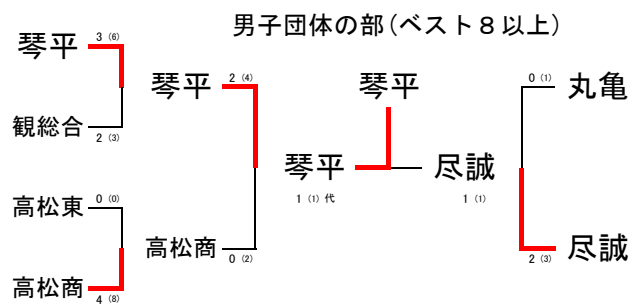 男子団体の部(ベスト８以上)
琴平 3 (6)
観総合 2 (3)
高松東 0 (0)
高松商 4 (8)
琴平 2 (4)
高松商 0 (2)
琴平
琴平 1 (1) 代
尽誠 1 (1)
0 (1) 丸亀
2 (3) 尽誠